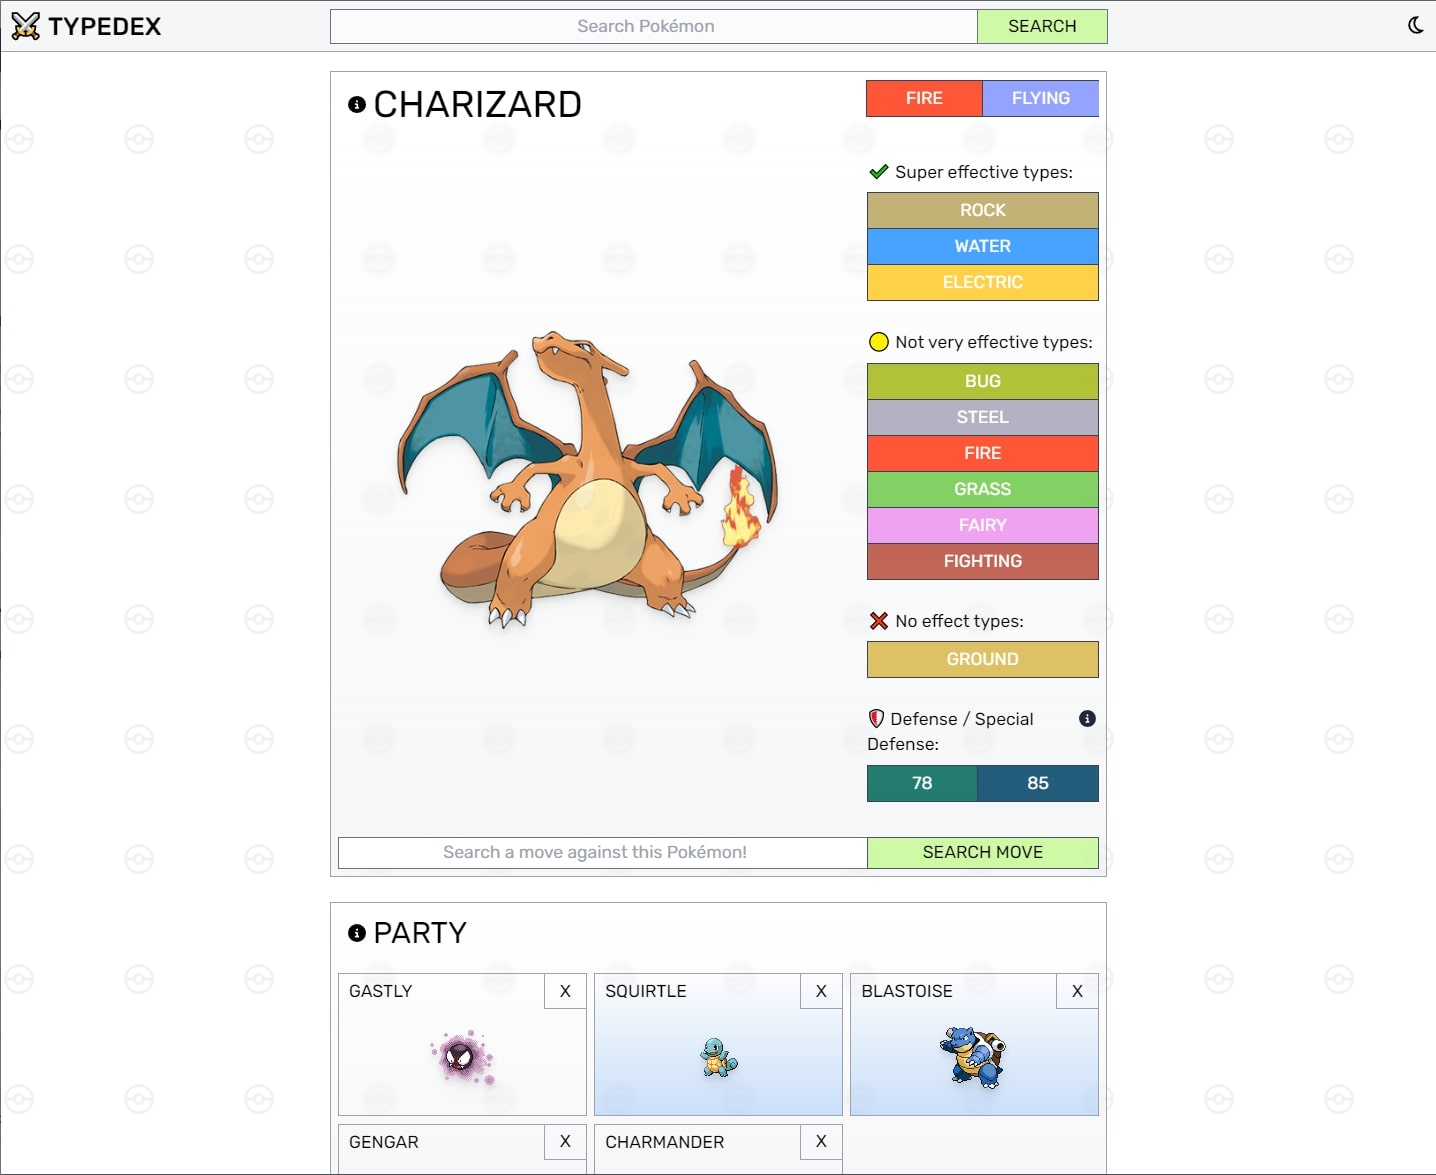 TYPEDEX
Search Pokémon
SEARCH
CHARIZARD
FIRE
FLYING
Super effective types:
ROCK
WATER
ELECTRIC
Not very effective types:
BUG
STEEL
FIRE
GRASS
FAIRY
FIGHTING
No effect types:
GROUND
Defense / Special
Defense:
78
85
Search a move against this Pokémon!
SEARCH MOVE
PARTY
GASTLY
X
SQUIRTLE
X
BLASTOISE
X
GENGAR
X
CHARMANDER
X